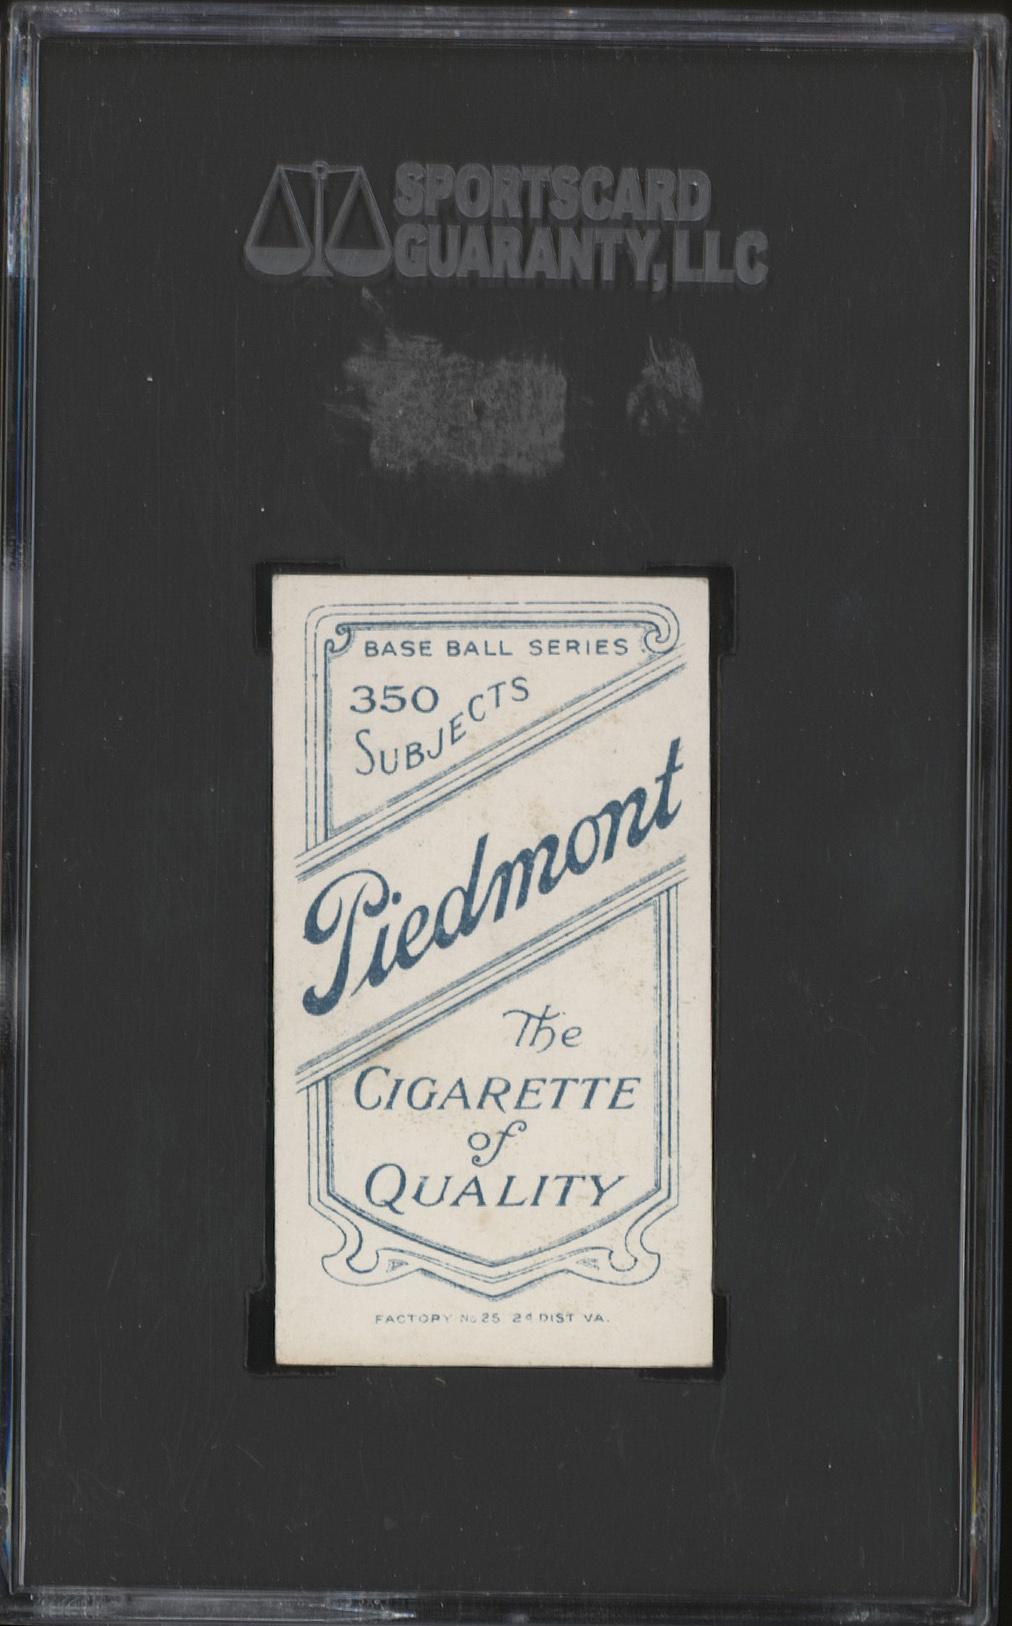 SPORTSCARD
GUARANTY, LLC
BASE BALL SERIES
350
SUBJECTS
Piedmont
The
CIGARETTE
of
QUALITY
FACTORY No 25 2d DIST VA.